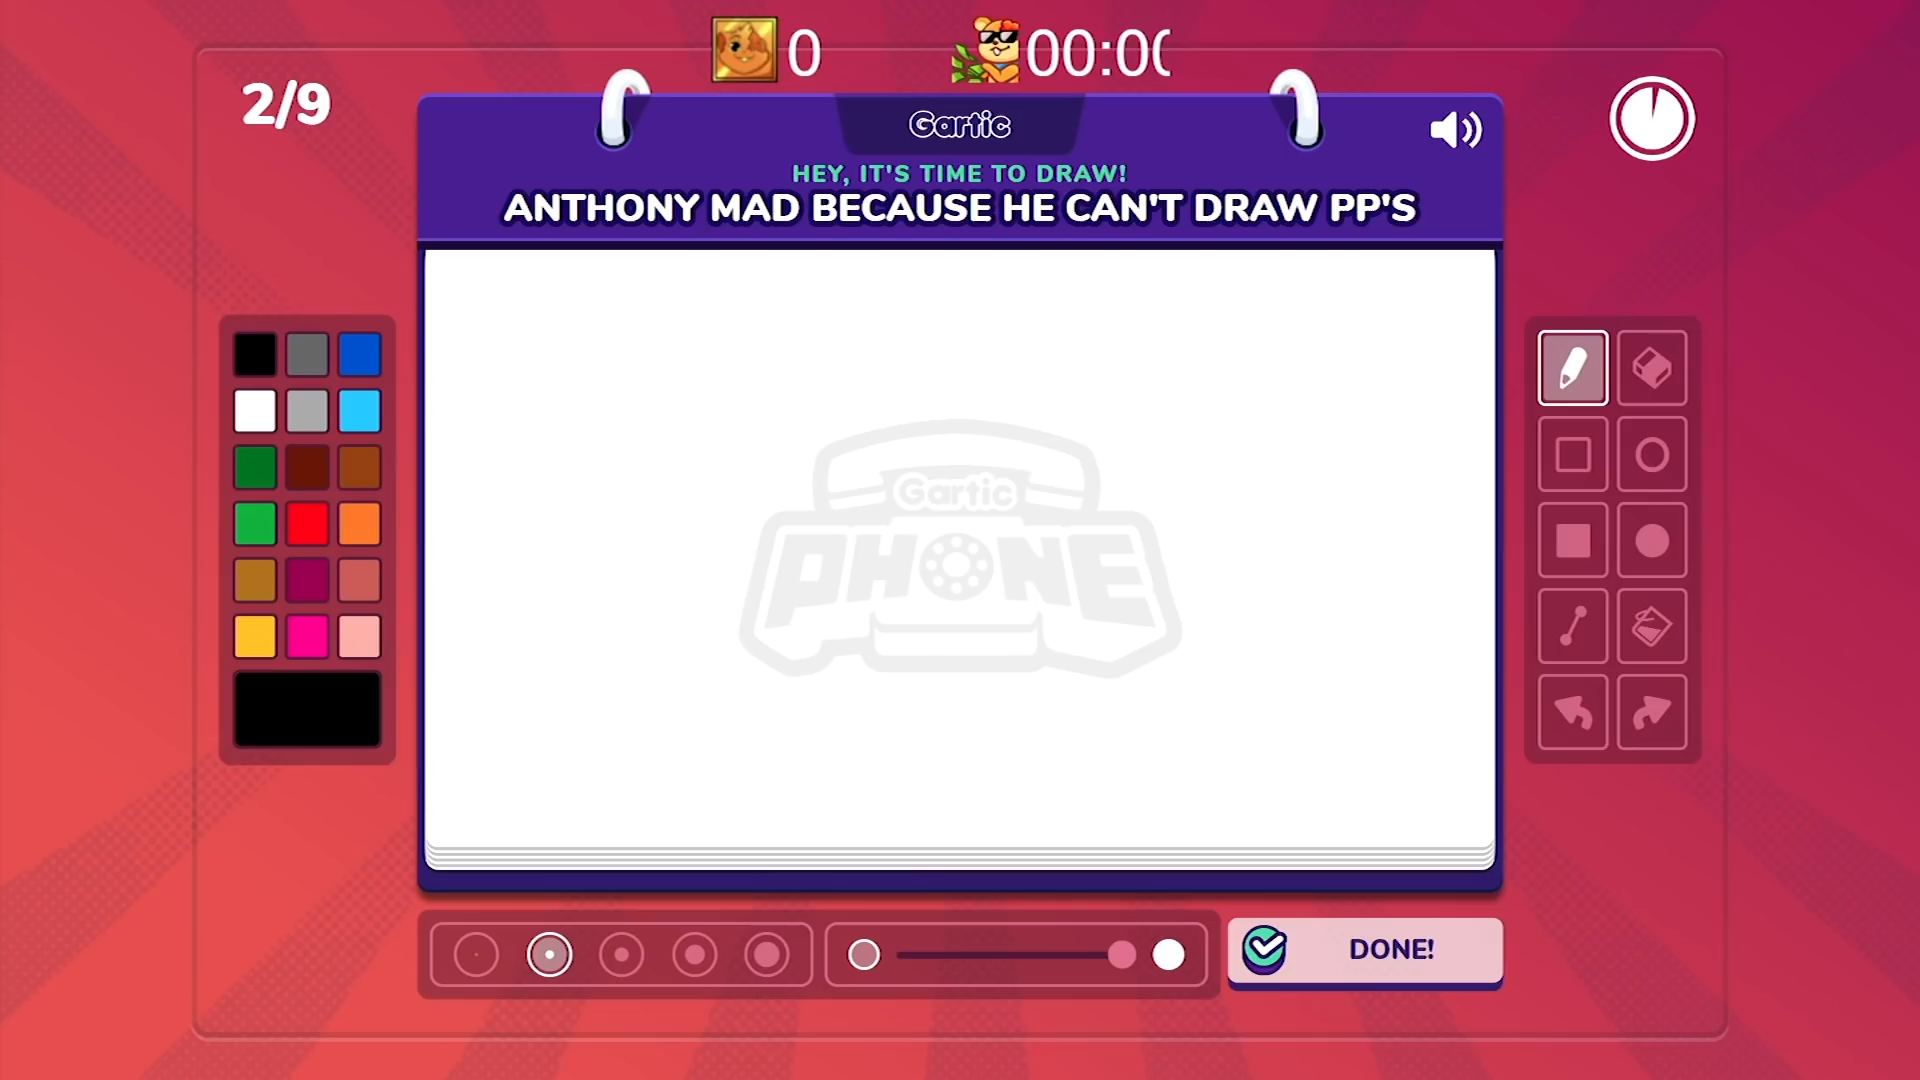 0
00:00
2/9
Gartic
HEY, IT'S TIME TO DRAW!
ANTHONY MAD BECAUSE HE CAN'T DRAW PP'S
Gartic
PHONE
DONE!